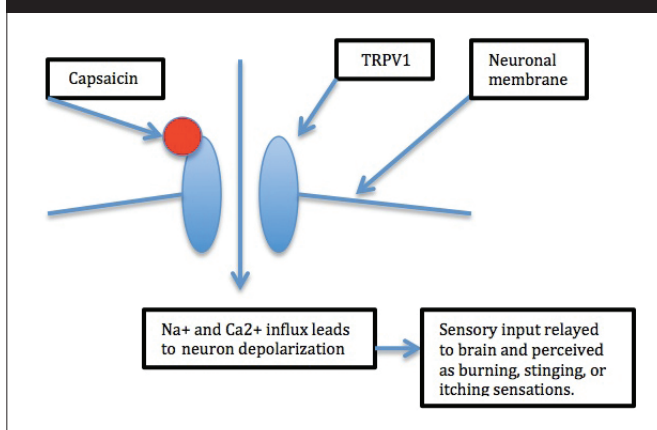 Capsaicin
TRPV1
Neuronal
membrane
Na+ and Ca2+ influx leads
to neuron depolarization
Sensory input relayed
to brain and perceived
as burning, stinging, or
itching sensations.